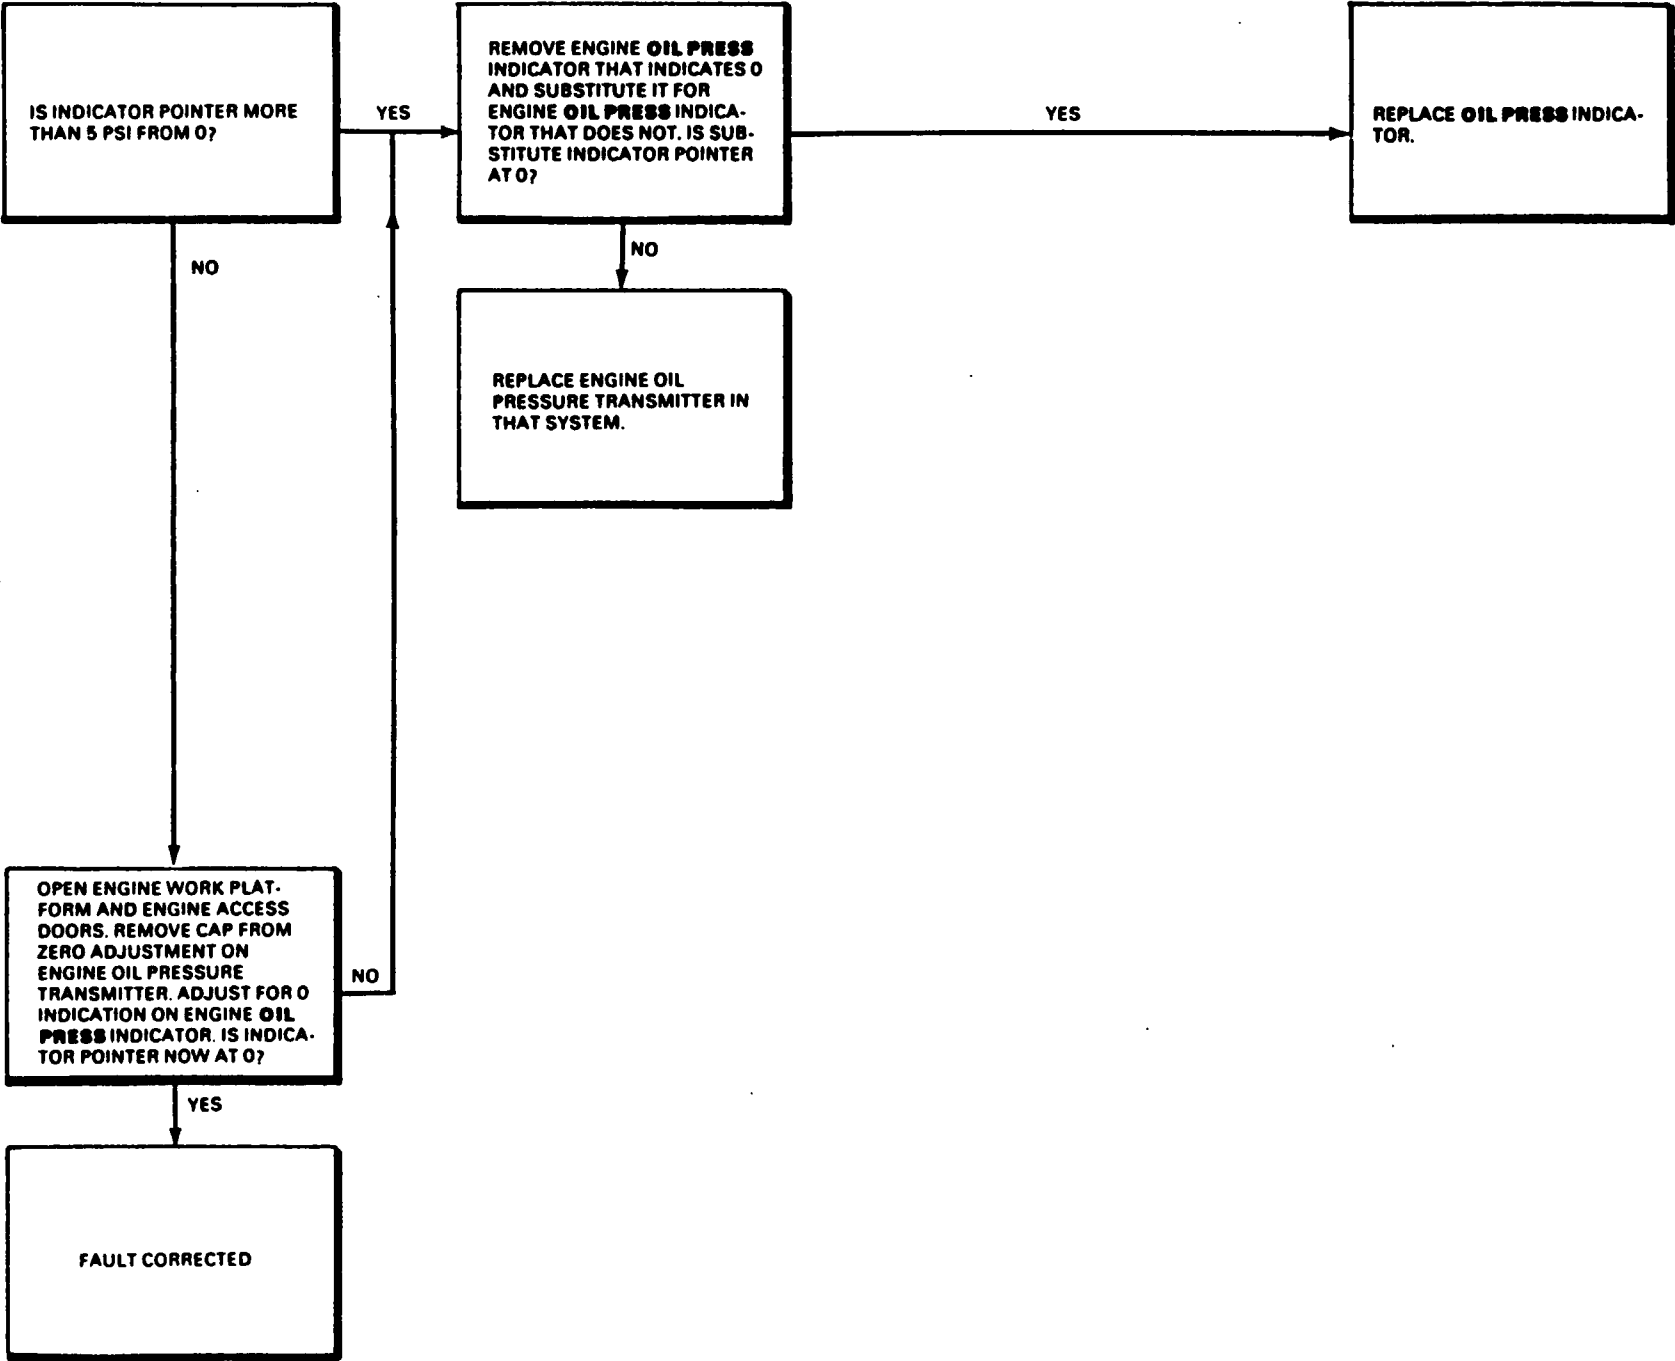 IS INDICATOR POINTER MORE
THAN 5 PSI FROM 0?
YES
REMOVE ENGINE OIL PRESS
INDICATOR THAT INDICATES 0
AND SUBSTITUTE IT FOR
ENGINE OIL PRESS INDICA-
TOR THAT DOES NOT. IS SUB-
STITUTE INDICATOR POINTER
AT 0?
YES
REPLACE OIL PRESS INDICA-
TOR.
NO
NO
REPLACE ENGINE OIL
PRESSURE TRANSMITTER IN
THAT SYSTEM.
OPEN ENGINE WORK PLAT-
FORM AND ENGINE ACCESS
DOORS. REMOVE CAP FROM
ZERO ADJUSTMENT ON
ENGINE OIL PRESSURE
TRANSMITTER. ADJUST FOR 0
INDICATION ON ENGINE OIL
PRESS INDICATOR. IS INDICA-
TOR POINTER NOW AT 0?
NO
YES
FAULT CORRECTED